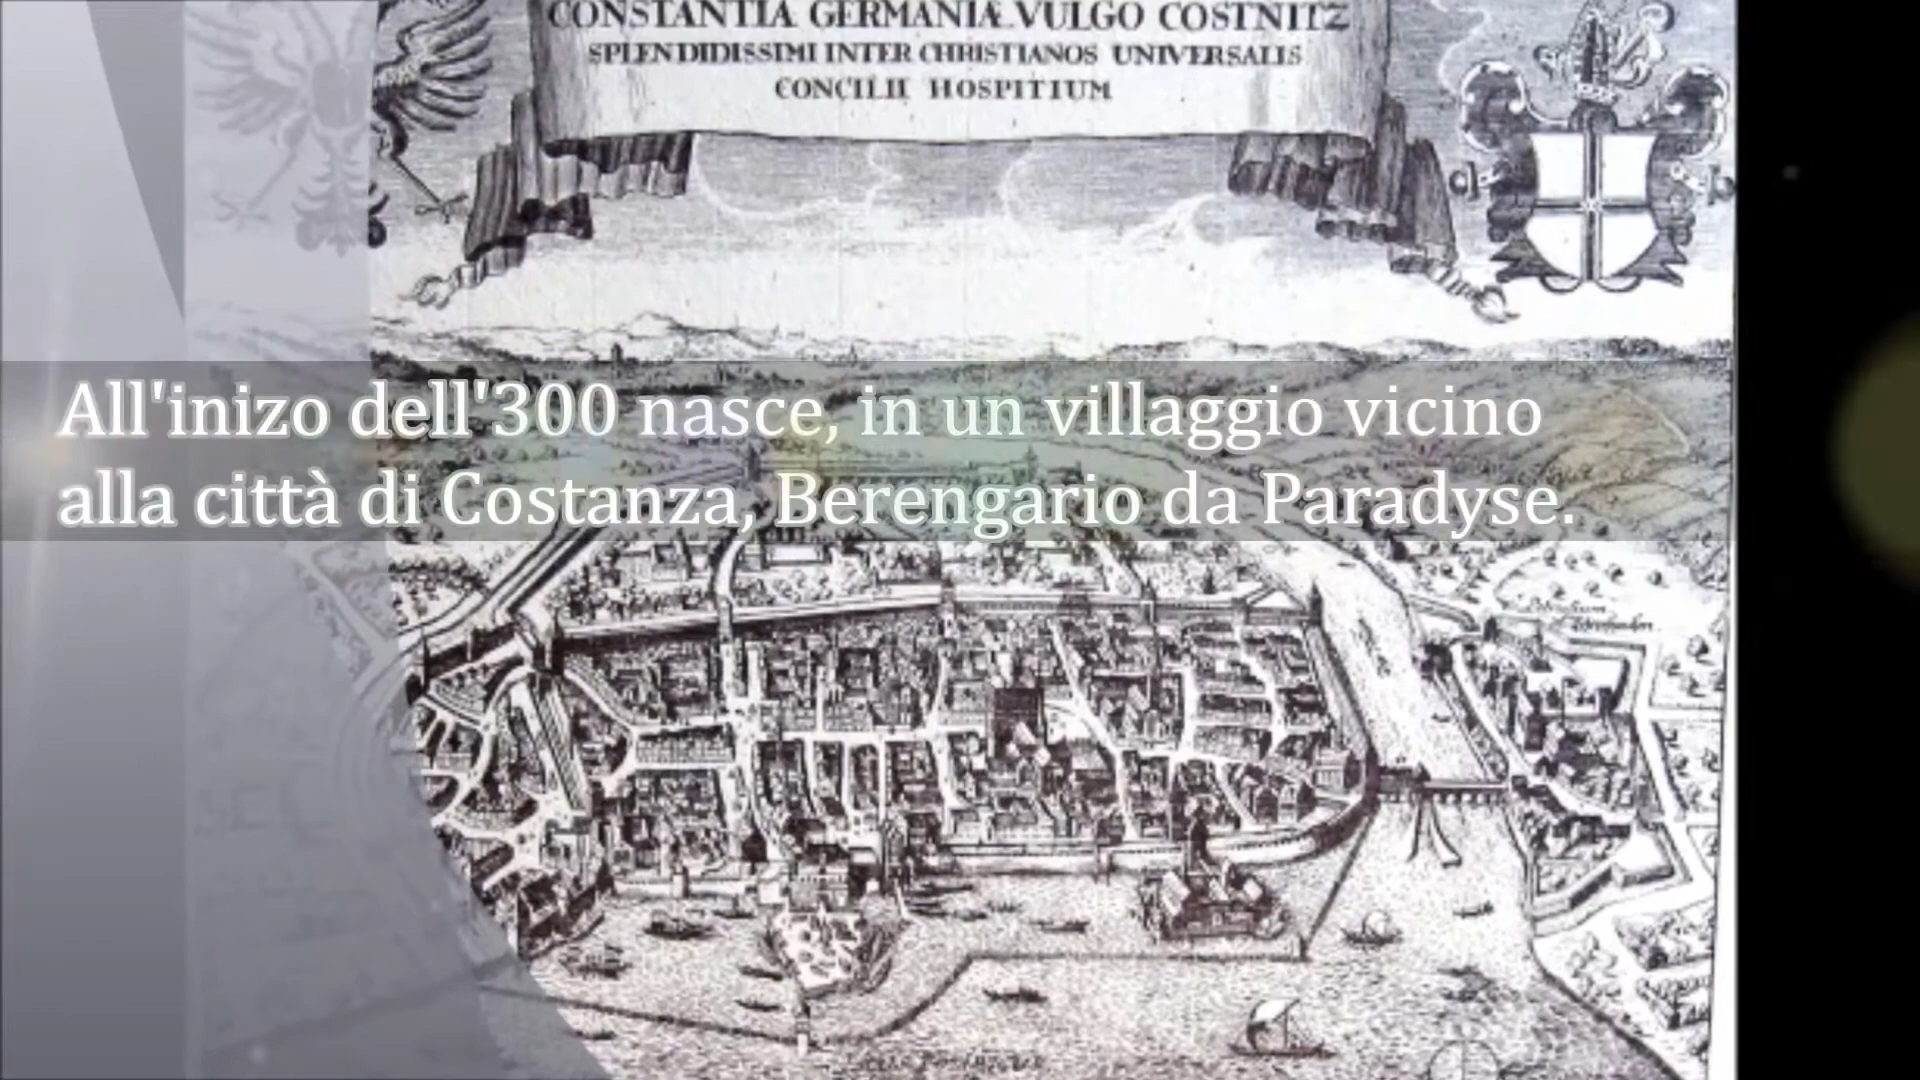 CONSTANTIA GERMANIÆ VULGO COSTNITZ
SPLENDIDISSIMI INTER CHRISTIANOS UNIVERSALIS
CONCILII HOSPITIUM
All'inizo dell'300 nasce, in un villaggio vicino
alla città di Costanza, Berengario da Paradyse.